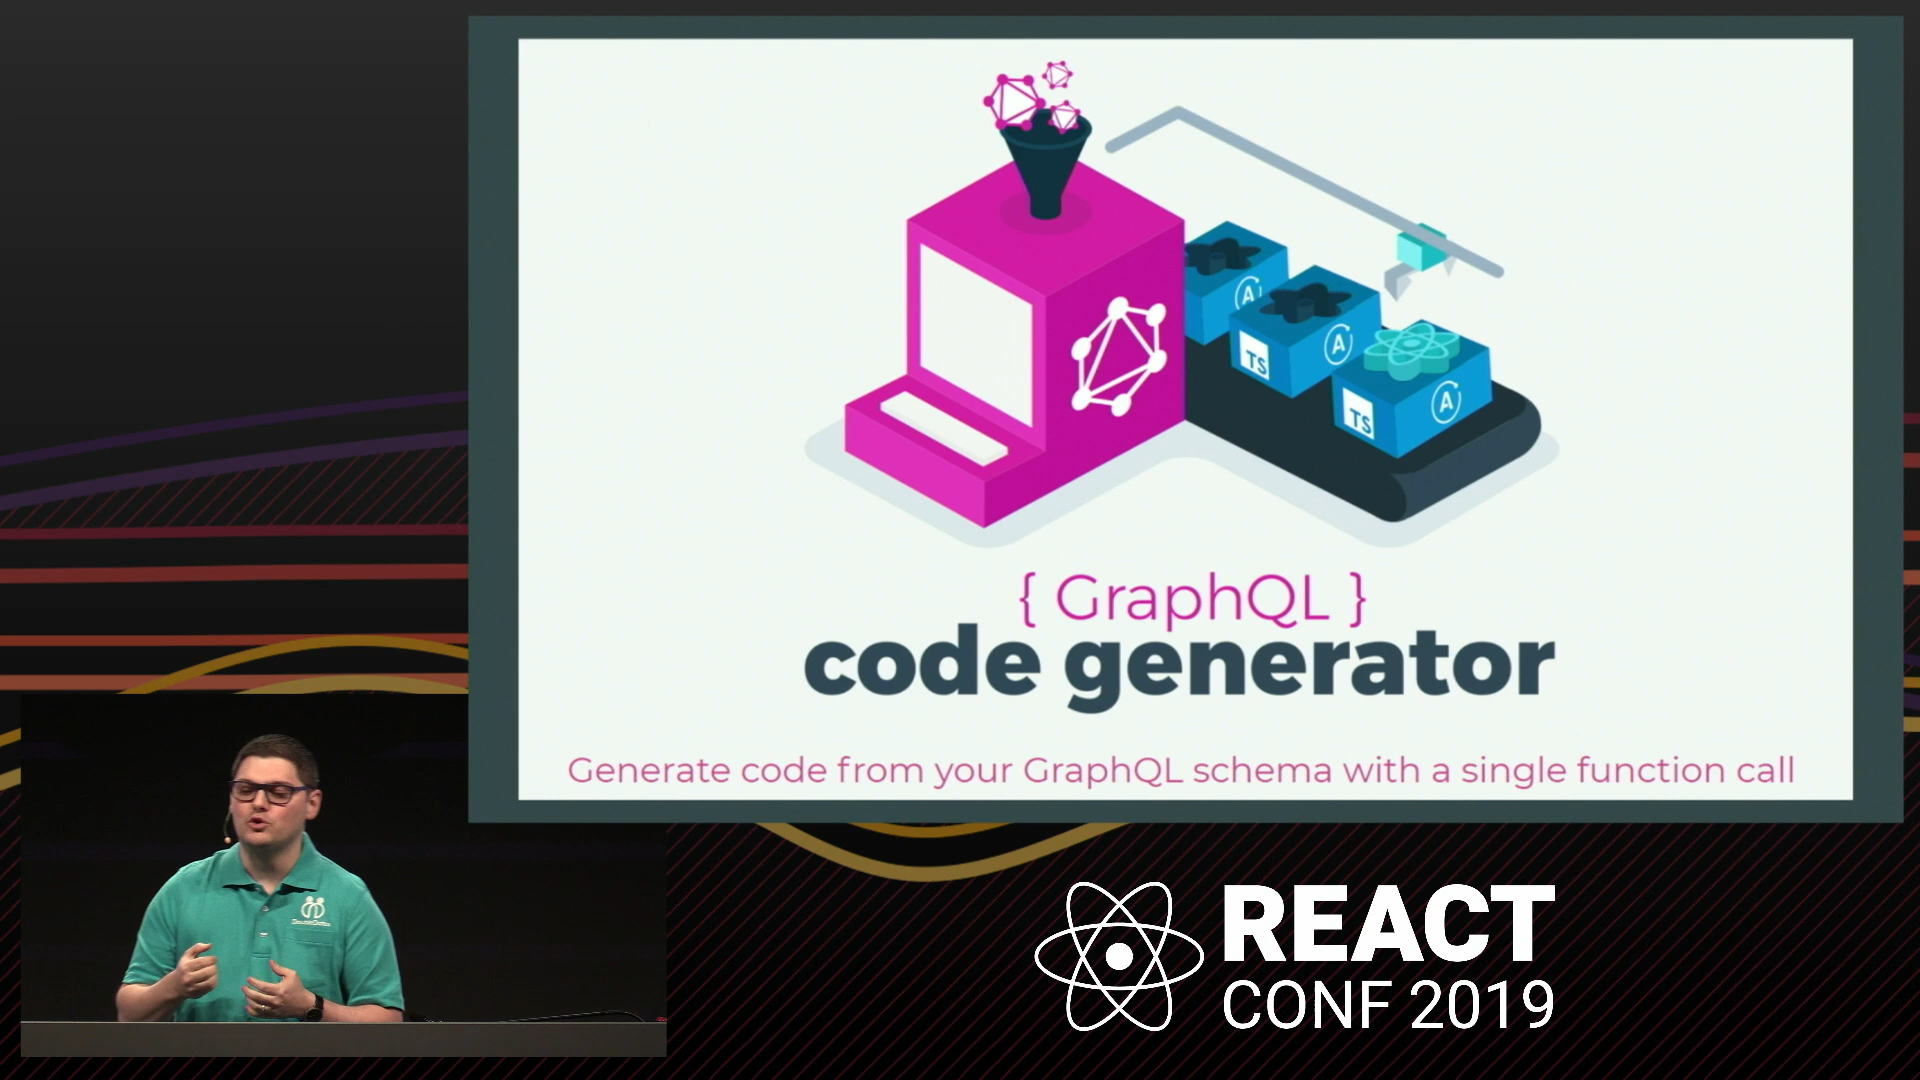 A
TS
A
TS
A
{ GraphQL }
code generator
Generate code from your GraphQL schema with a single function call
REACT
CONF 2019